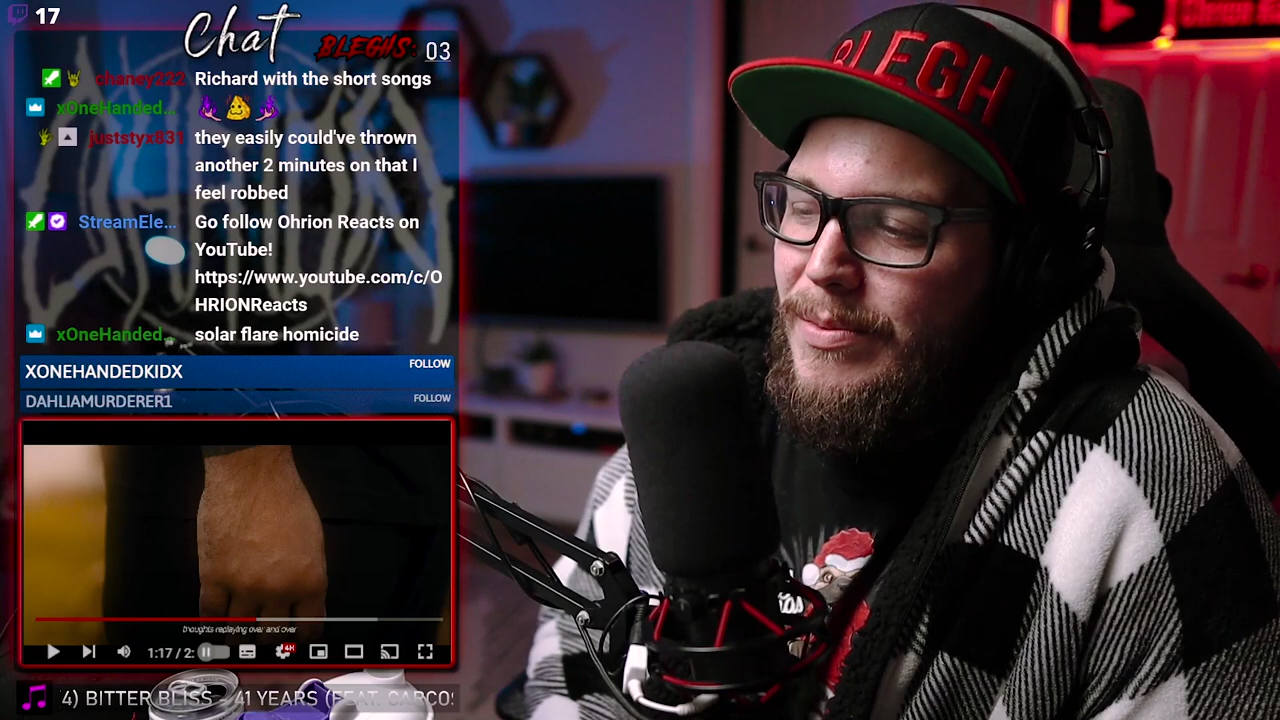 17
Chat
BLEGHS: 03
chaney222 Richard with the short songs
xOneHanded...
juststyx831 they easily could've thrown
another 2 minutes on that I
feel robbed
StreamEle... Go follow Ohrion Reacts on
YouTube!
https://www.youtube.com/c/O
HRIONReacts
xOneHanded... solar flare homicide
XONEHANDEDKIDX FOLLOW
DAHLIAMURDERER1 FOLLOW
thoughts replaying over and over
1:17 / 2:
4) BITTER BLISS - 41 YEARS (FEAT.
BLEGH